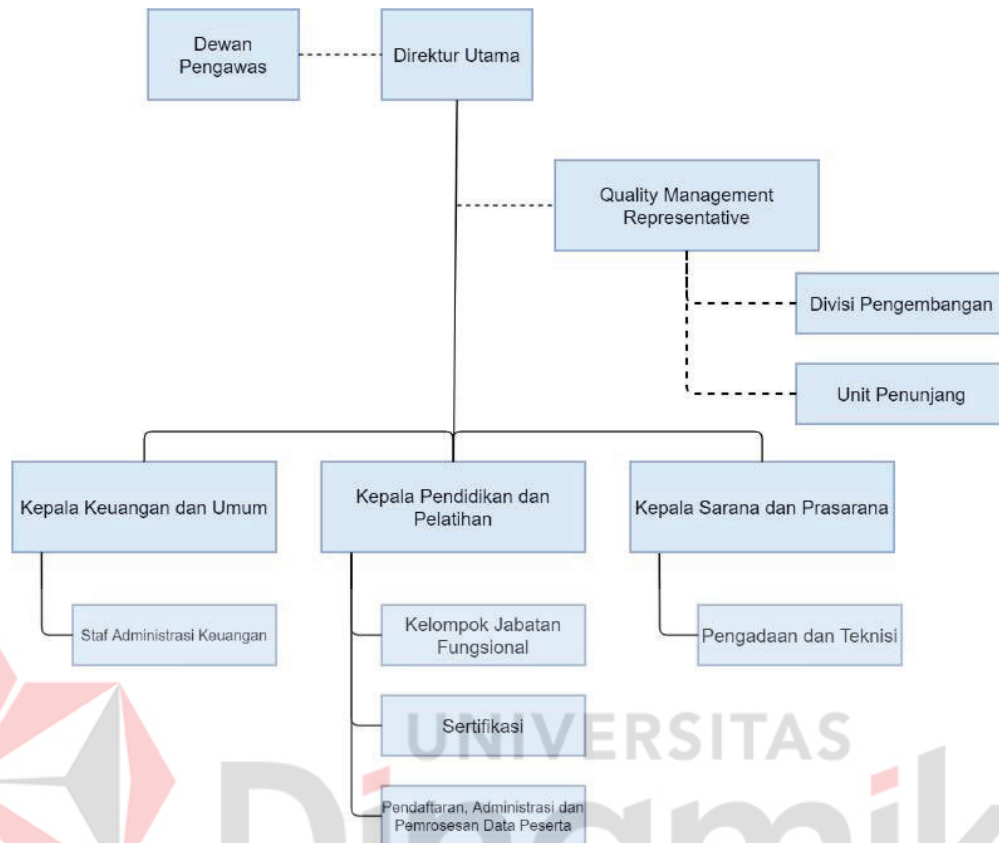 Dewan
Pengawas
Direktur Utama
Quality Management
Representative
Divisi Pengembangan
Unit Penunjang
Kepala Keuangan dan Umum
Kepala Pendidikan dan
Pelatihan
Kepala Sarana dan Prasarana
Staf Administrasi Keuangan
Kelompok Jabatan
Fungsional
Pengadaan dan Teknisi
Sertifikasi
UNIVERSITAS
Dinamik
Pendaftaran, Administrasi dan
Pemrosesan Data Peserta